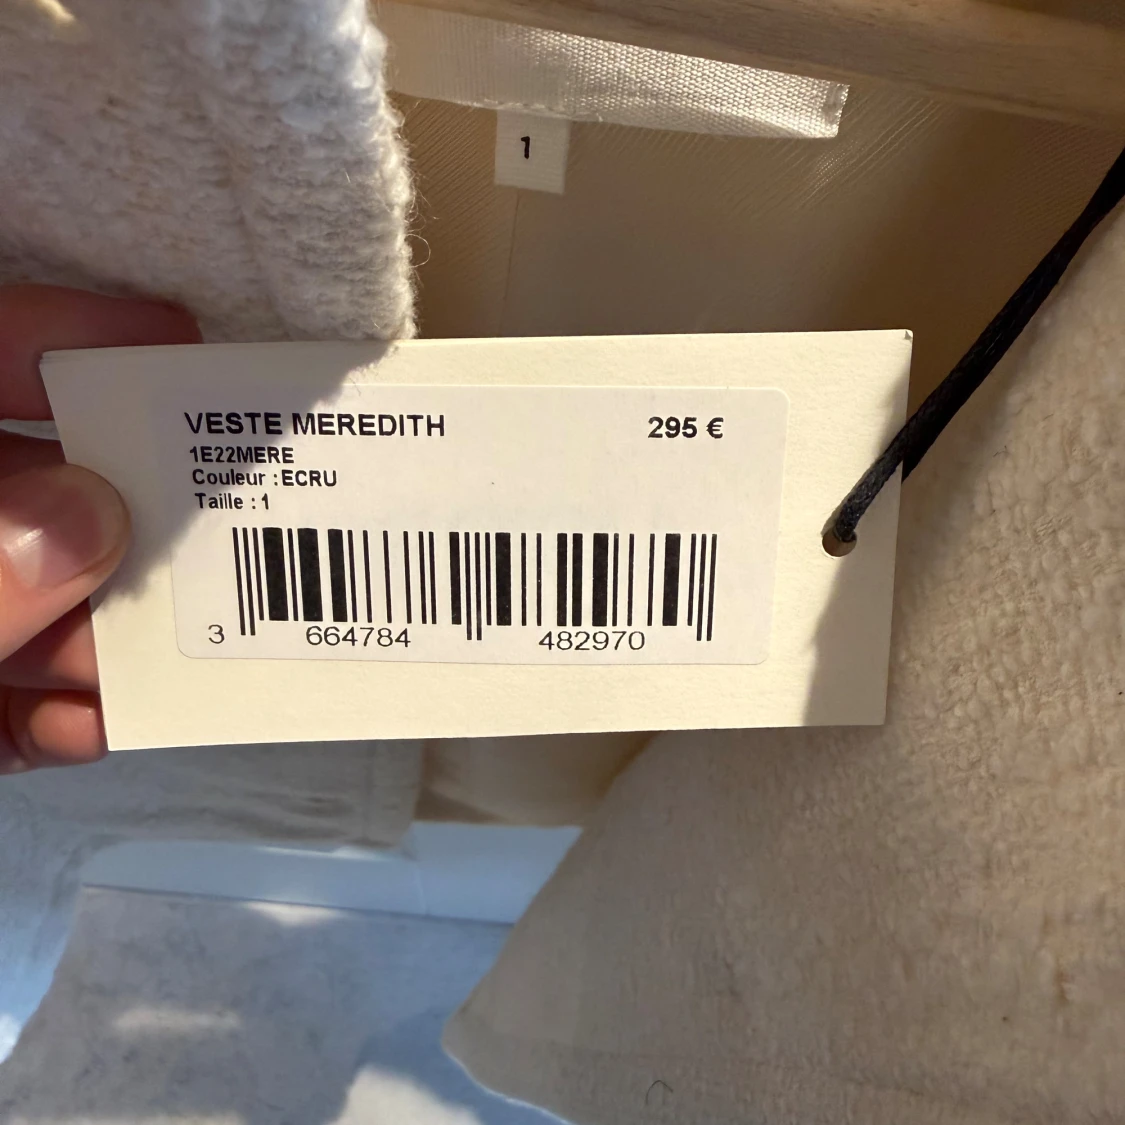 1
VESTE MEREDITH 295 €
1E22MERE
Couleur : ECRU
Taille : 1
3 664784 482970